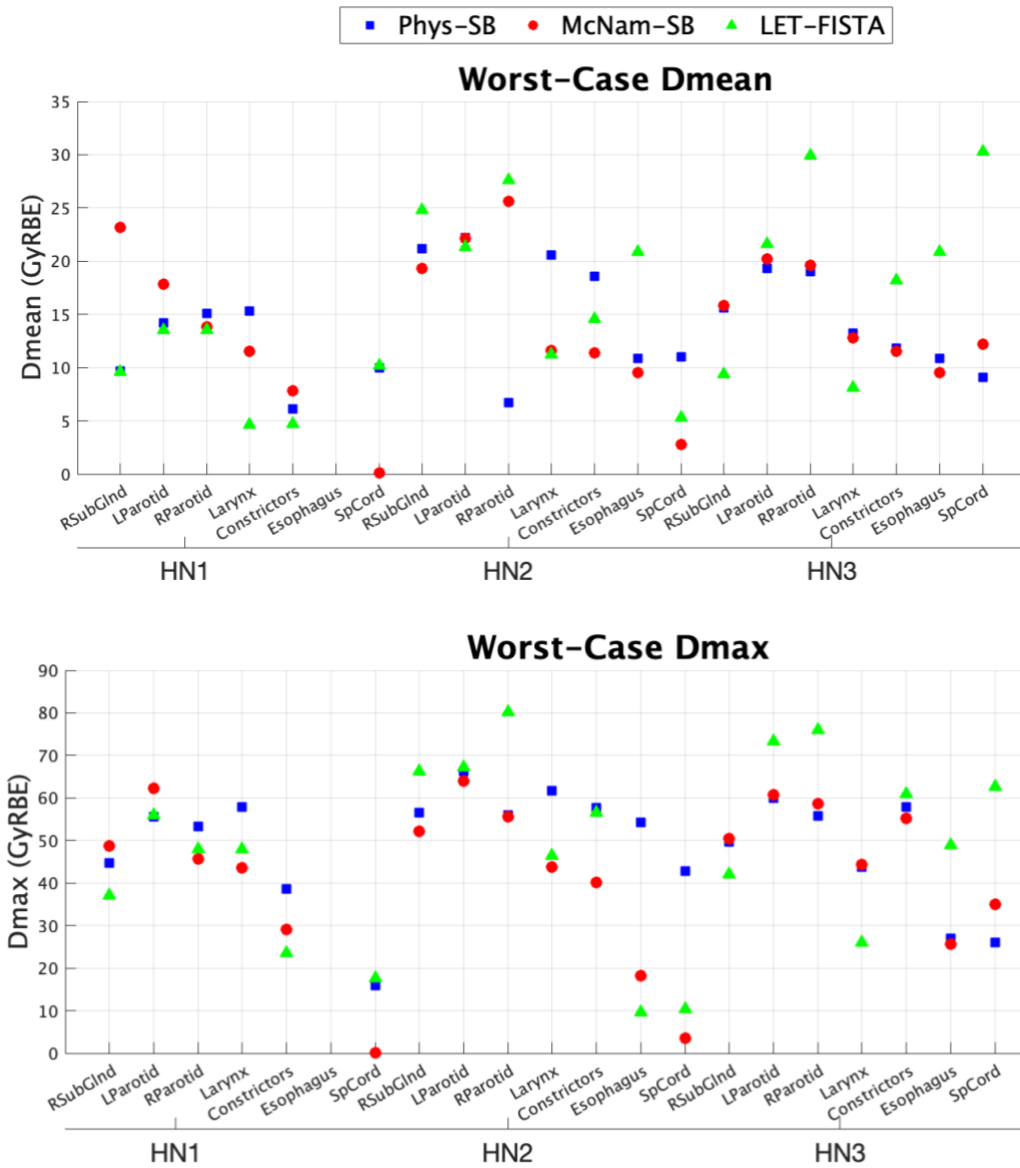 Phys-SB McNam-SB LET-FISTA
Worst-Case Dmean
Dmean (GyRBE)
35
30
25
20
15
10
5
0
RSubGlnd LParotid RParotid Larynx Constrictors Esophagus SpCord RSubGlnd LParotid RParotid Larynx Constrictors Esophagus SpCord RSubGlnd LParotid RParotid Larynx Constrictors Esophagus SpCord
HN1 HN2 HN3
Worst-Case Dmax
Dmax (GyRBE)
90
80
70
60
50
40
30
20
10
0
RSubGlnd LParotid RParotid Larynx Constrictors Esophagus SpCord RSubGlnd LParotid RParotid Larynx Constrictors Esophagus SpCord RSubGlnd LParotid RParotid Larynx Constrictors Esophagus SpCord
HN1 HN2 HN3